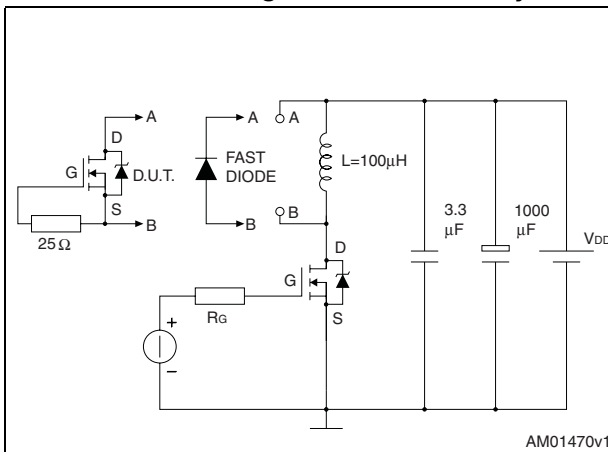 A
D
G
D.U.T.
S
B
25 Ω
A
FAST
DIODE
B
A
L=100μH
B
D
G
S
RG
+
–
3.3
μF
1000
μF
VDD
AM01470v1